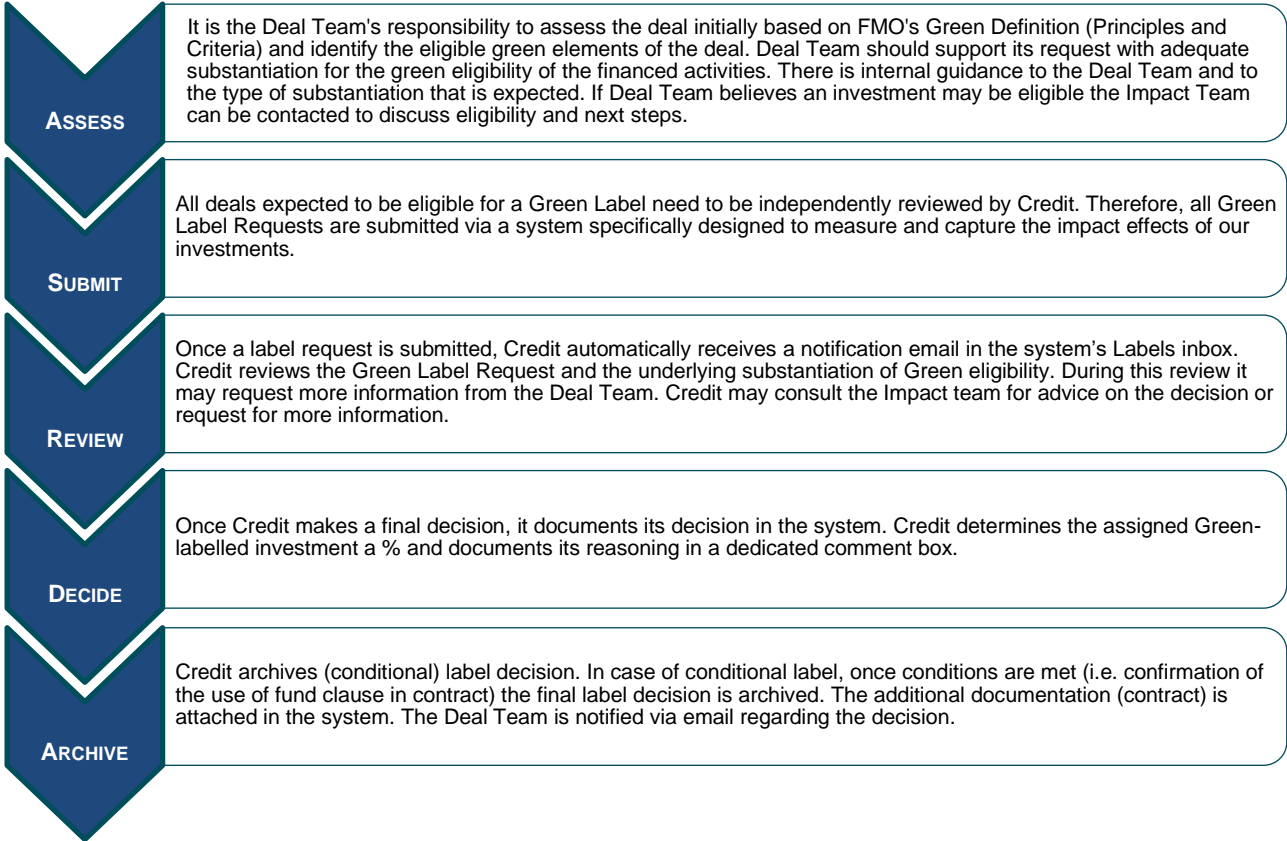 It is the Deal Team's responsibility to assess the deal initially based on FMO's Green Definition (Principles and
Criteria) and identify the eligible green elements of the deal. Deal Team should support its request with adequate
substantiation for the green eligibility of the financed activities. There is internal guidance to the Deal Team and to
the type of substantiation that is expected. If Deal Team believes an investment may be eligible the Impact Team
can be contacted to discuss eligibility and next steps.
ASSESS
All deals expected to be eligible for a Green Label need to be independently reviewed by Credit. Therefore, all Green
Label Requests are submitted via a system specifically designed to measure and capture the impact effects of our
investments.
SUBMIT
Once a label request is submitted, Credit automatically receives a notification email in the system's Labels inbox.
Credit reviews the Green Label Request and the underlying substantiation of Green eligibility. During this review it
may request more information from the Deal Team. Credit may consult the Impact team for advice on the decision or
request for more information.
REVIEW
Once Credit makes a final decision, it documents its decision in the system. Credit determines the assigned Green-
labelled investment a % and documents its reasoning in a dedicated comment box.
DECIDE
Credit archives (conditional) label decision. In case of conditional label, once conditions are met (i.e. confirmation of
the use of fund clause in contract) the final label decision is archived. The additional documentation (contract) is
attached in the system. The Deal Team is notified via email regarding the decision.
ARCHIVE